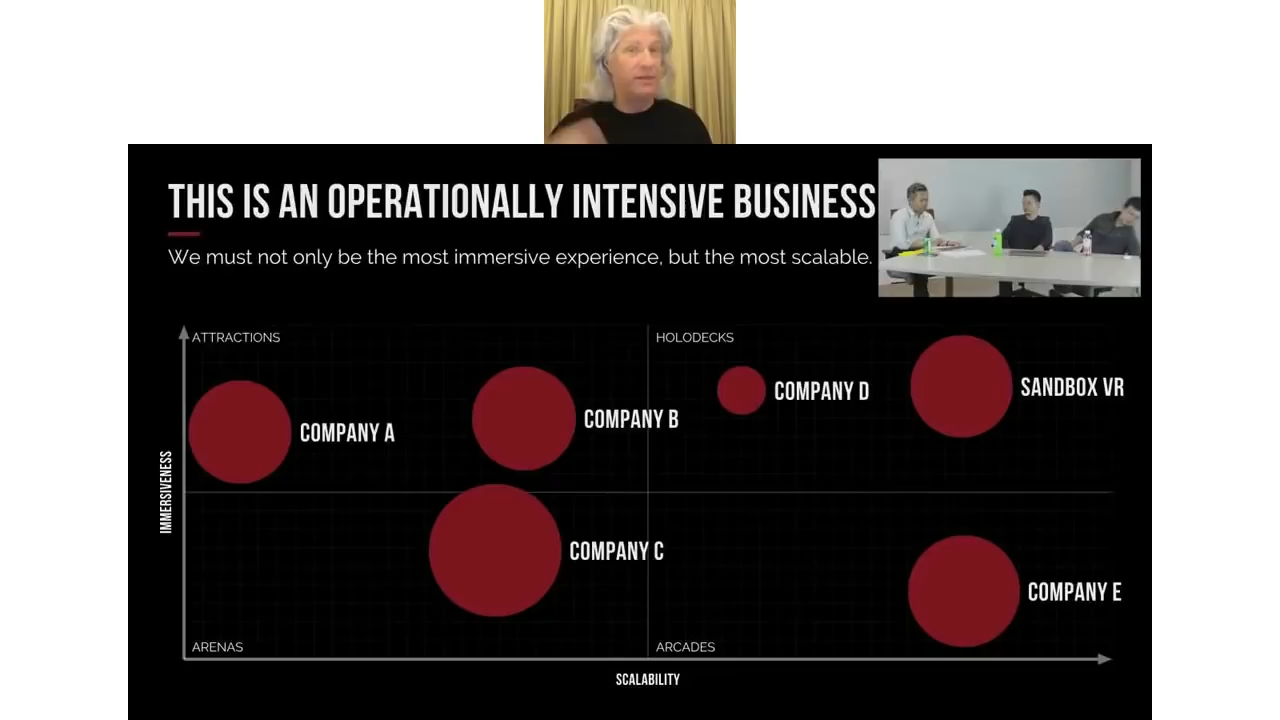 THIS IS AN OPERATIONALLY INTENSIVE BUSINESS
We must not only be the most immersive experience, but the most scalable.
ATTRACTIONS
HOLODECKS
COMPANY A
COMPANY B
COMPANY D
SANDBOX VR
IMMERSIVENESS
COMPANY C
COMPANY E
ARENAS
ARCADES
SCALABILITY